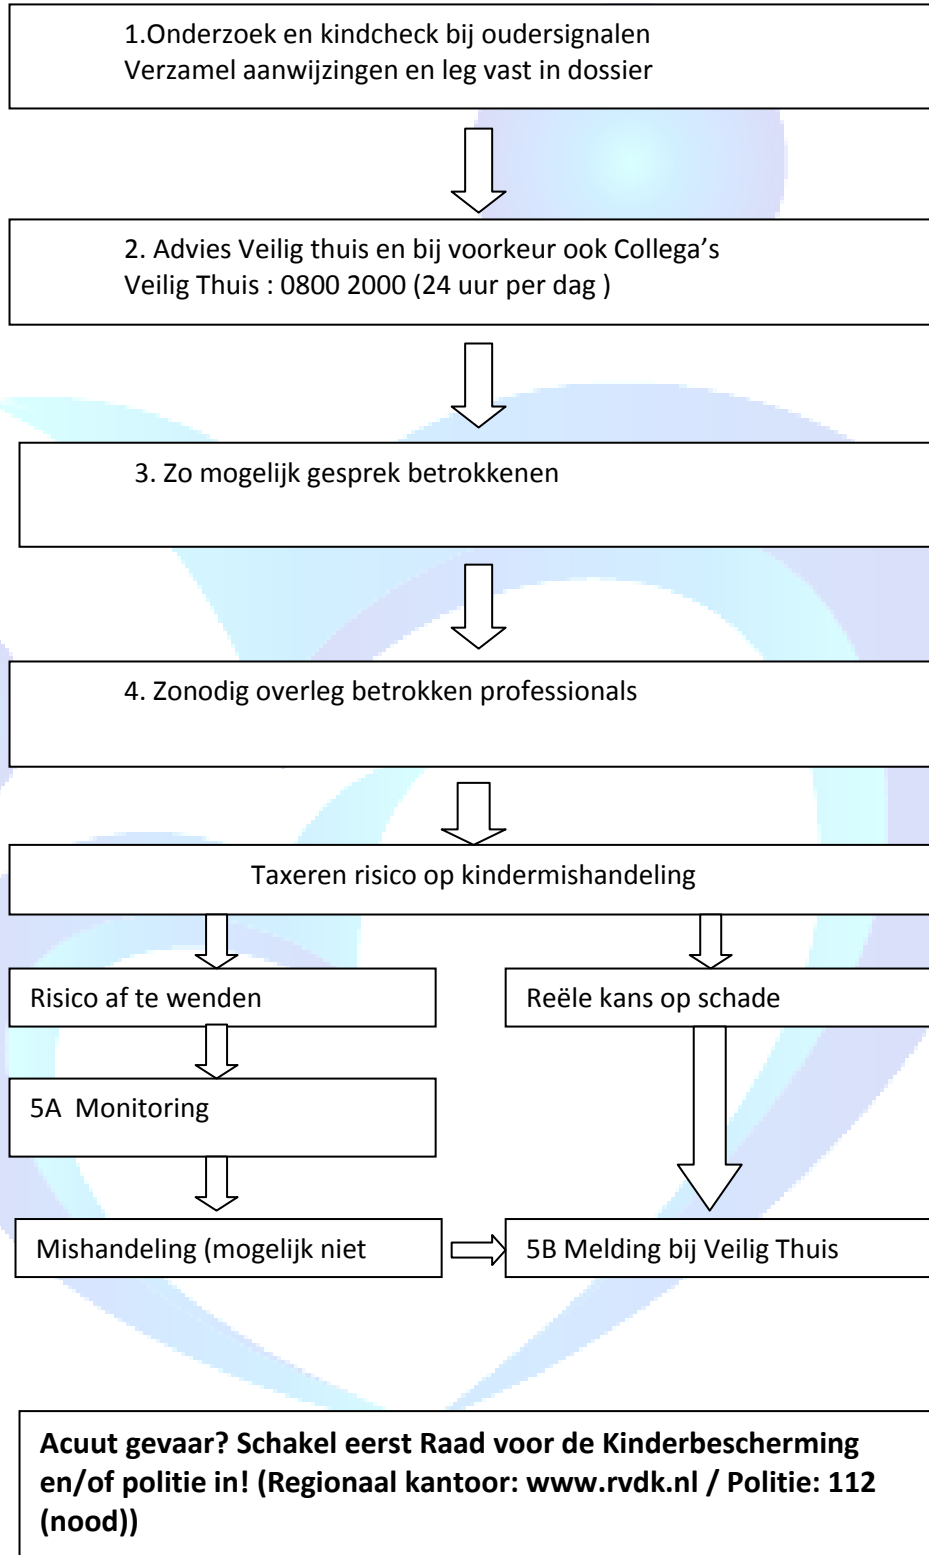 1.Onderzoek en kindcheck bij oudersignalen
Verzamel aanwijzingen en leg vast in dossier
2. Advies Veilig thuis en bij voorkeur ook Collega’s
Veilig Thuis : 0800 2000 (24 uur per dag )
3. Zo mogelijk gesprek betrokkenen
4. Zonodig overleg betrokken professionals
Taxeren risico op kindermishandeling
Risico af te wenden
Reële kans op schade
5A  Monitoring
Mishandeling (mogelijk niet
5B Melding bij Veilig Thuis
Acuut gevaar? Schakel eerst Raad voor de Kinderbescherming
en/of politie in! (Regionaal kantoor: www.rvdk.nl / Politie: 112
(nood))